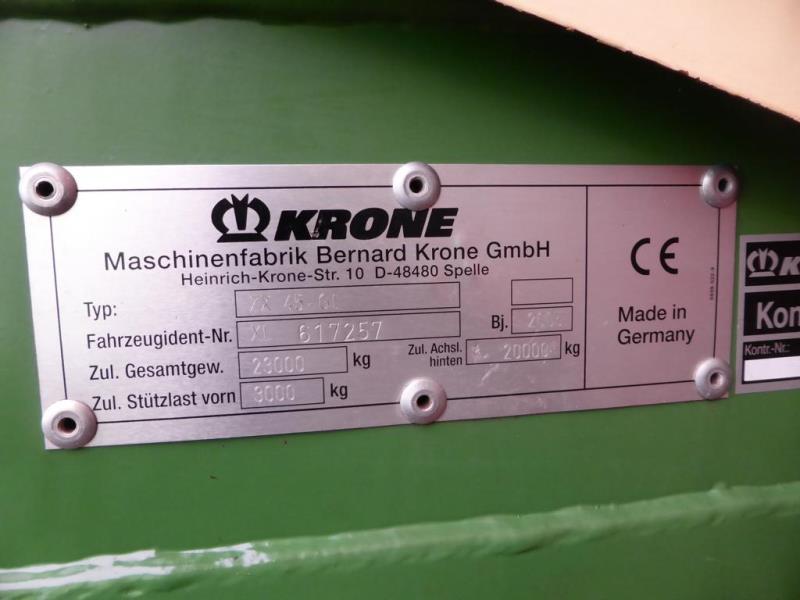 KRONE
Maschinenfabrik Bernard Krone GmbH
Heinrich-Krone-Str. 10 D-48480 Spelle
Typ:
Fahrzeugident-Nr. XL 617257 Bj.
Zul. Gesamtgew. 23000 kg Zul. Achsl. hinten 20000 kg
Zul. Stützlast vorn 3000 kg
CE
Made in
Germany
K
Kon
Kontr.-Nr.: